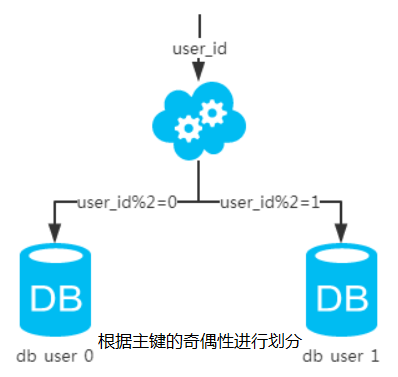 user_id
user_id%2=0
user_id%2=1
DB
DB
根据主键的奇偶性进行划分
db user 0
db user 1